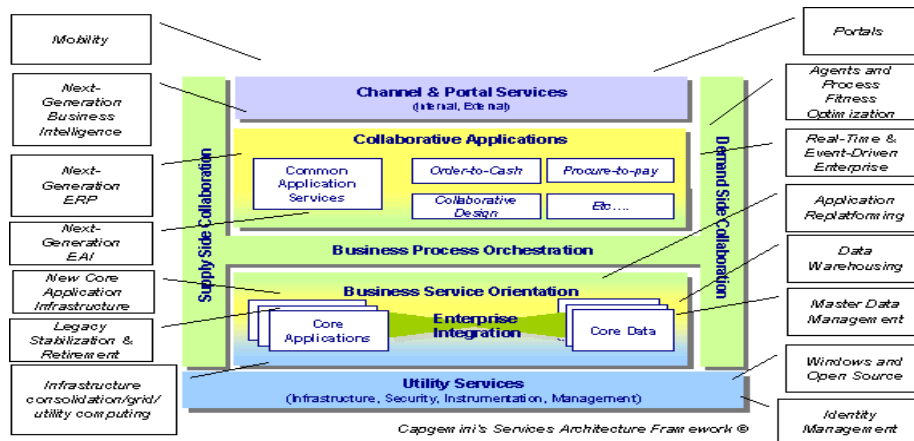 Mobility
Next-
Generation
Business
Intelligence
Next-
Generation
ERP
Next-
Generation
EAI
New Core
Application
Infrastructure
Legacy
Stabilization &
Retirement
Infrastructure
consolidation/grid/
utility computing
Supply Side Collaboration
Channel & Portal Services
(Internal, External)
Collaborative Applications
Common
Application
Services
Order-to-Cash
Procure-to-pay
Collaborative
Design
Etc....
Business Process Orchestration
Business Service Orientation
Core
Applications
Enterprise
Integration
Core Data
Utility Services
(Infrastructure, Security, Instrumentation, Management)
Capgemini's Services Architecture Framework ©
Demand Side Collaboration
Portals
Agents and
Process
Fitness
Optimization
Real-Time &
Event-Driven
Enterprise
Application
Replatforming
Data
Warehousing
Master Data
Management
Windows and
Open Source
Identity
Management